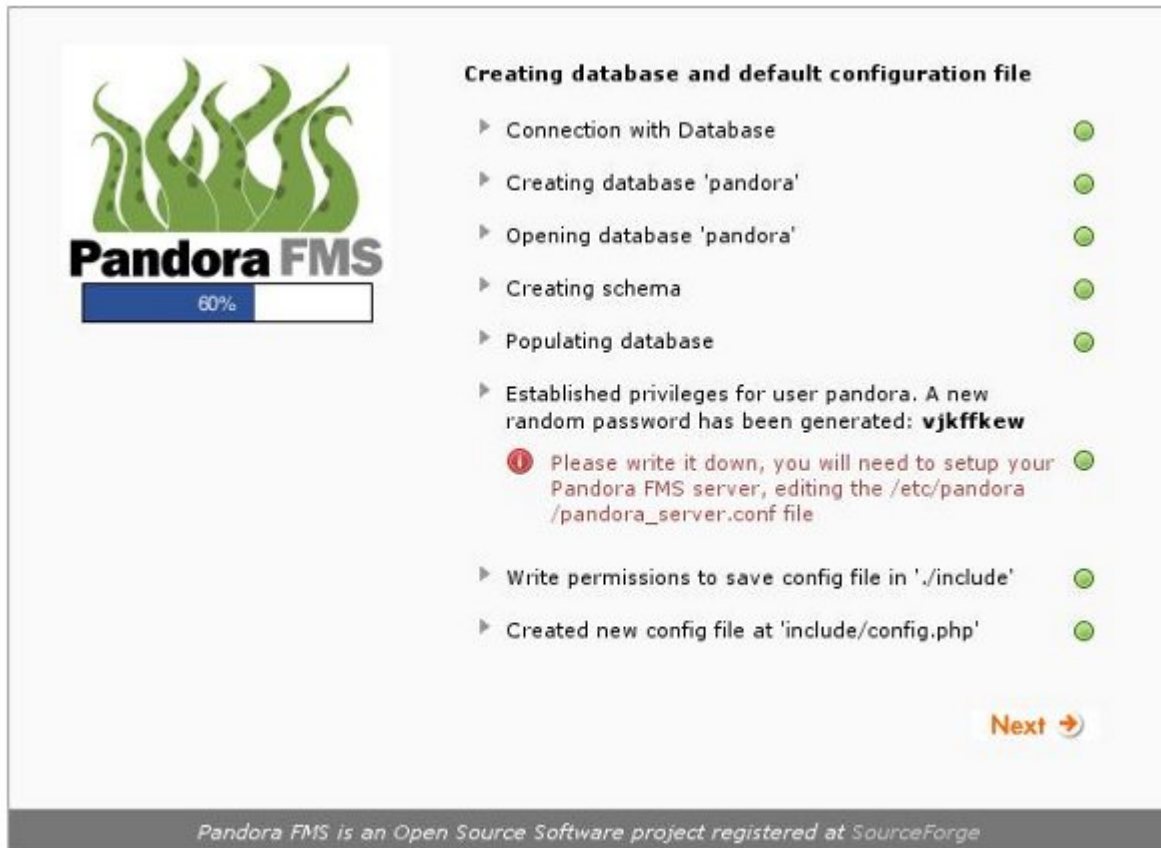 Pandora FMS
60%
Creating database and default configuration file
Connection with Database
Creating database 'pandora'
Opening database 'pandora'
Creating schema
Populating database
Established privileges for user pandora. A new
random password has been generated: vjkffkew
Please write it down, you will need to setup your
Pandora FMS server, editing the /etc/pandora
/pandora_server.conf file
Write permissions to save config file in './include'
Created new config file at 'include/config.php'
Next
Pandora FMS is an Open Source Software project registered at SourceForge